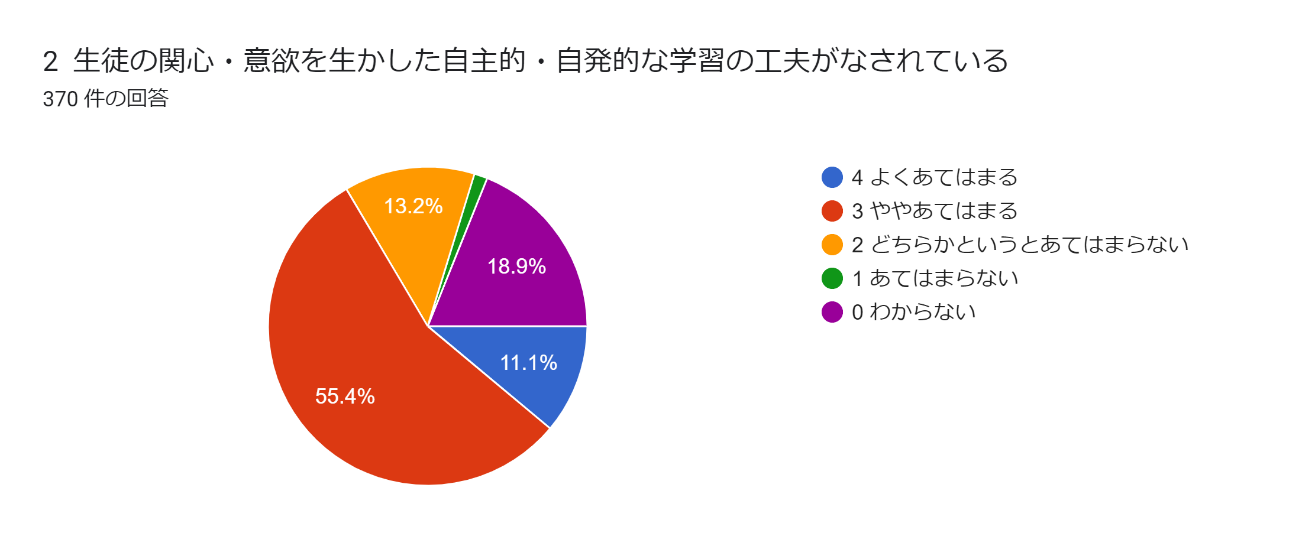 2 生徒の関心・意欲を生かした自主的・自発的な学習の工夫がなされている
370 件の回答
13.2%
18.9%
11.1%
55.4%
4 よくあてはまる
3 ややあてはまる
2 どちらかというとあてはまらない
1 あてはまらない
0 わからない